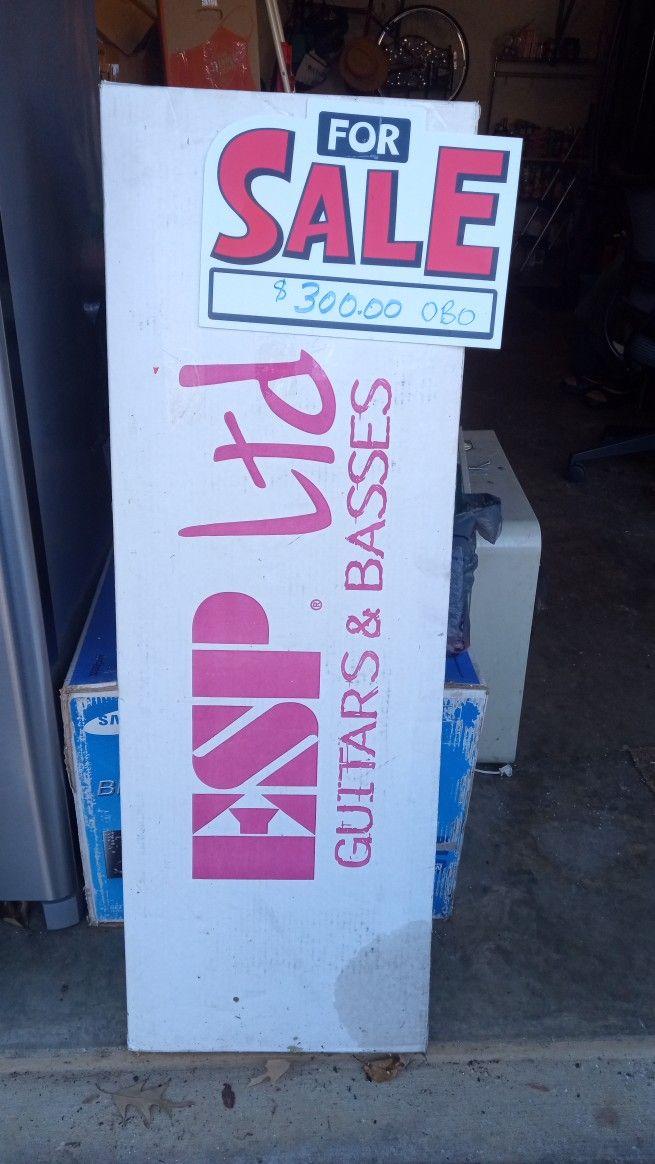 FOR
SALE
$300.00 OBO
ESP Ltd
®
GUITARS & BASSES